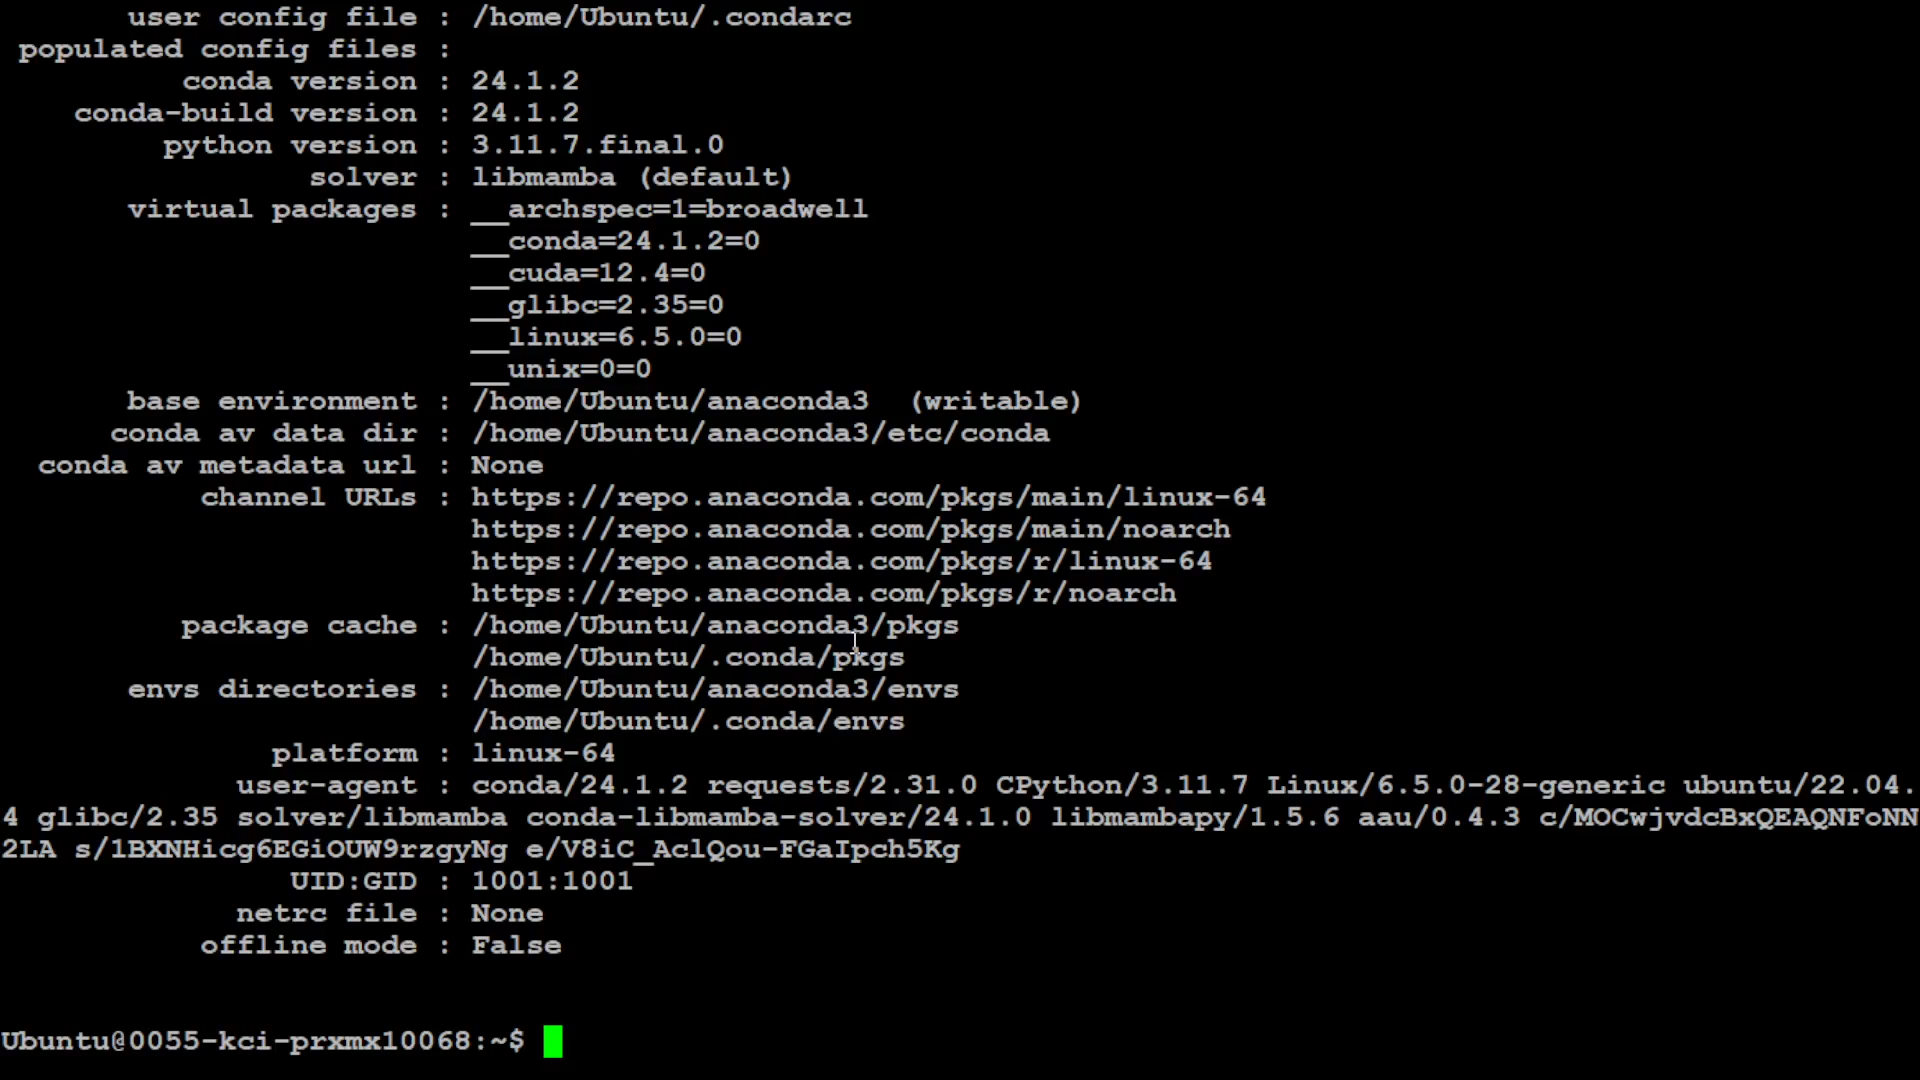 user config file : /home/Ubuntu/.condarc
populated config files :
conda version : 24.1.2
conda-build version : 24.1.2
python version : 3.11.7.final.0
solver : libmamba (default)
virtual packages : __archspec=1=broadwell
__conda=24.1.2=0
__cuda=12.4=0
__glibc=2.35=0
__linux=6.5.0=0
__unix=0=0
base environment : /home/Ubuntu/anaconda3  (writable)
conda av data dir : /home/Ubuntu/anaconda3/etc/conda
conda av metadata url : None
channel URLs : https://repo.anaconda.com/pkgs/main/linux-64
https://repo.anaconda.com/pkgs/main/noarch
https://repo.anaconda.com/pkgs/r/linux-64
https://repo.anaconda.com/pkgs/r/noarch
package cache : /home/Ubuntu/anaconda3/pkgs
/home/Ubuntu/.conda/pkgs
envs directories : /home/Ubuntu/anaconda3/envs
/home/Ubuntu/.conda/envs
platform : linux-64
user-agent : conda/24.1.2 requests/2.31.0 CPython/3.11.7 Linux/6.5.0-28-generic ubuntu/22.04.
4 glibc/2.35 solver/libmamba conda-libmamba-solver/24.1.0 libmambapy/1.5.6 aau/0.4.3 c/MOCwjvdcBxQEAQNFoNN
2LA s/1BXNHicg6EGiOUW9rzgyNg e/V8iC_AclQou-FGaIpch5Kg
UID:GID : 1001:1001
netrc file : None
offline mode : False
Ubuntu@0055-kci-prxmx10068:~$